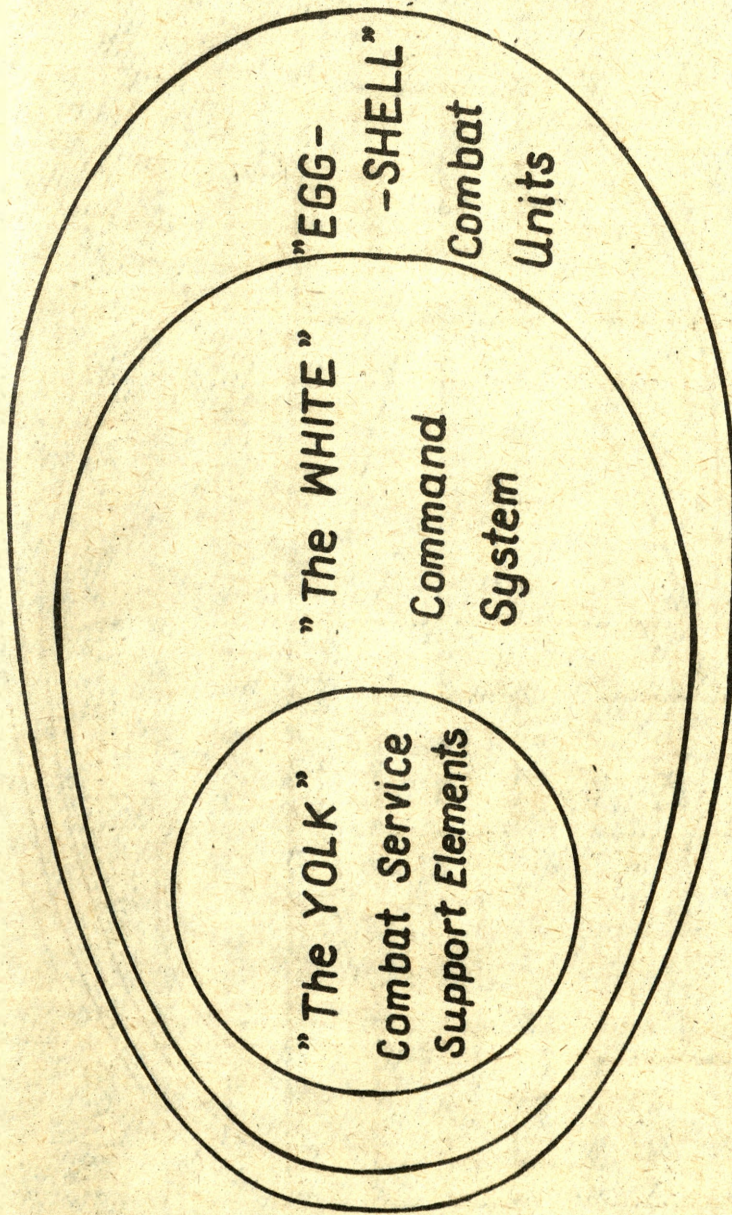 "The YOLK"
Combat Service
Support Elements
"The WHITE"
Command
System
"EGG-
-SHELL"
Combat
Units